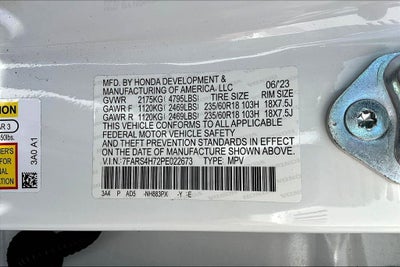 MFD. BY HONDA DEVELOPMENT & 06/23
MANUFACTURING OF AMERICA, LLC
GVWR 2175KG(4795LBS) TIRE SIZE RIM SIZE
GAWR F 1120KG(2469LBS) 235/60R18 103H 18X7.5J
GAWR R 1120KG(2469LBS) 235/60R18 103H 18X7.5J
THIS VEHICLE CONFORMS TO ALL APPLICABLE
FEDERAL MOTOR VEHICLE SAFETY
AND THEFT PREVENTION STANDARDS IN EFFECT
ON THE DATE OF MANUFACTURE SHOWN ABOVE.
V.I.N.:7FARS4H72PE022673 TYPE: MPV
3A4 P AD5 -NH883PX -Y -E
AR 3
3A0 A1